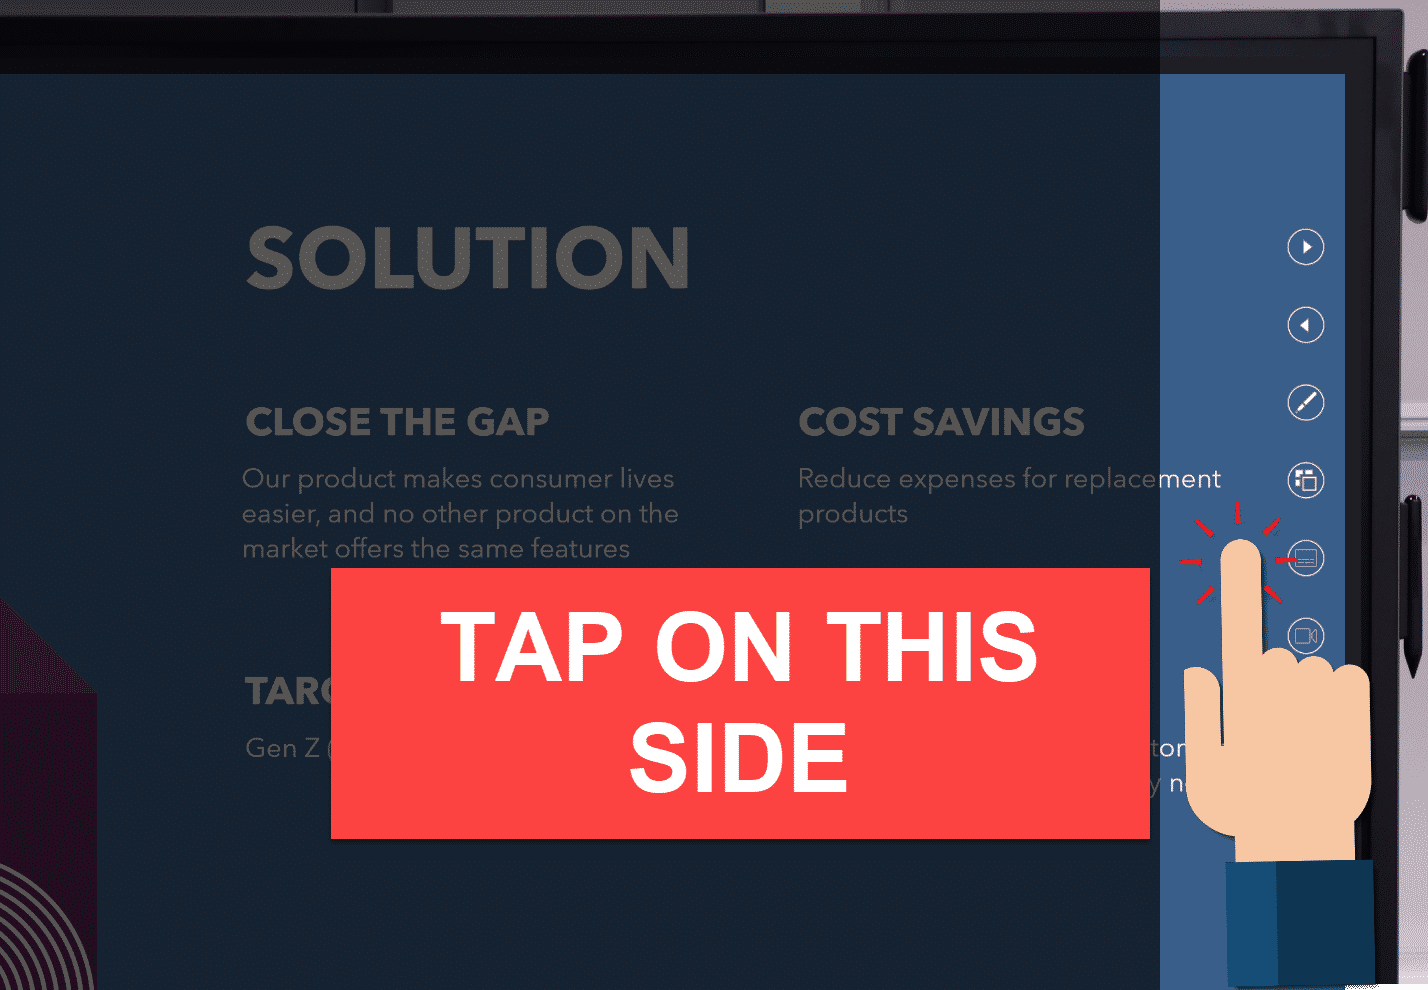 SOLUTION
CLOSE THE GAP
Our product makes consumer lives
easier, and no other product on the
market offers the same features
COST SAVINGS
Reduce expenses for replacement
products
Gen Z
TAP ON THIS
SIDE